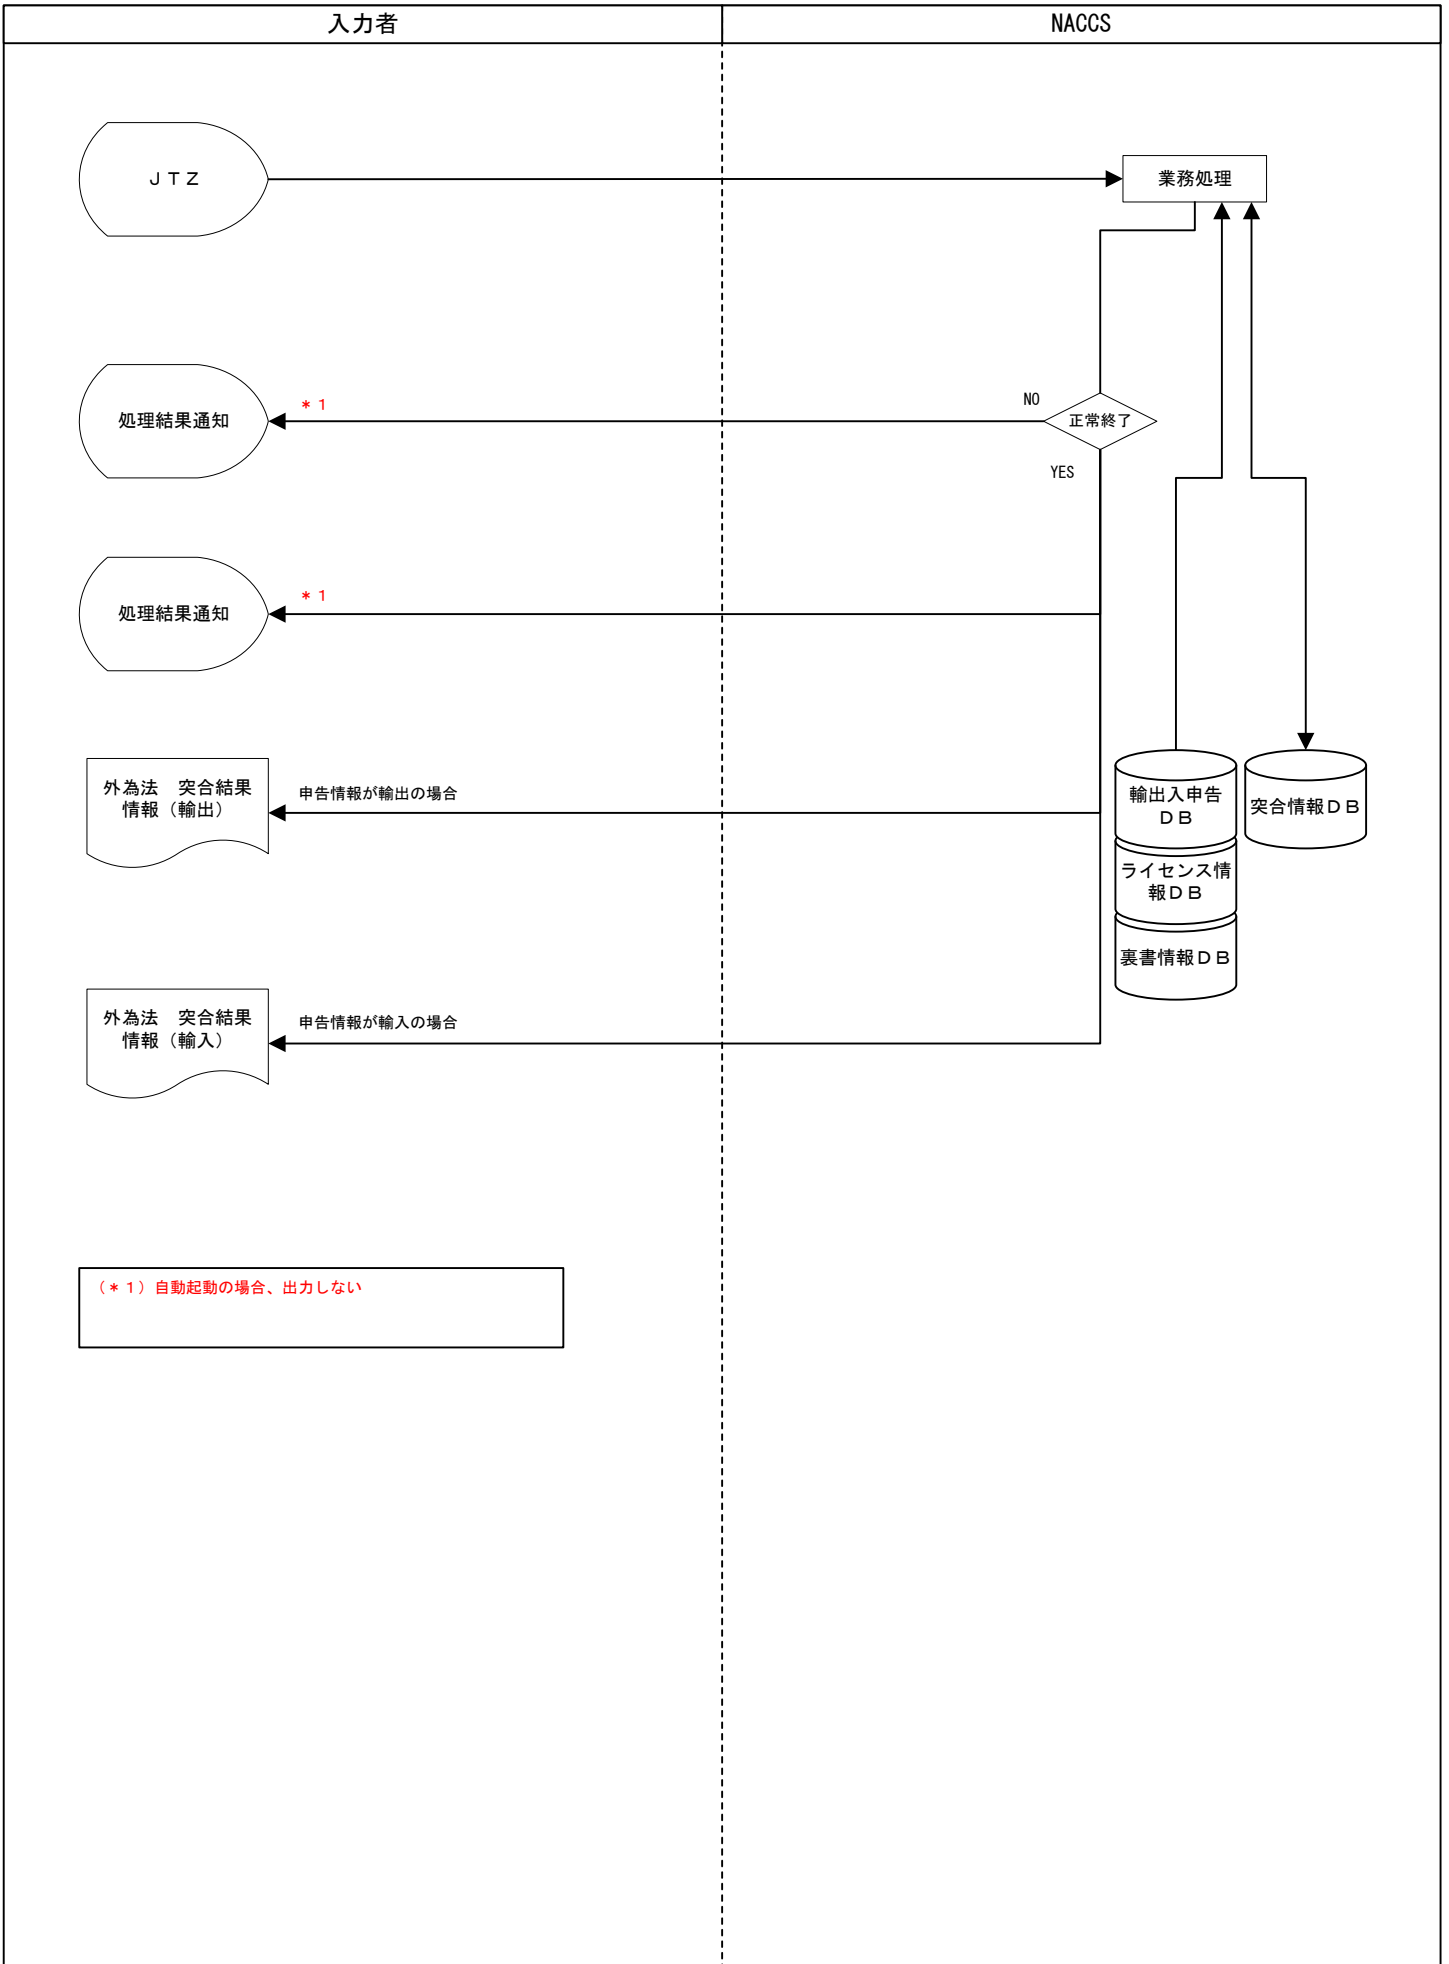 入力者
NACCS
ＪＴＺ
業務処理
処理結果通知
＊１
NO
正常終了
YES
処理結果通知
＊１
外為法　突合結果
情報（輸出）
申告情報が輸出の場合
輸出入申告
ＤＢ
突合情報ＤＢ
ライセンス情
報ＤＢ
裏書情報ＤＢ
外為法　突合結果
情報（輸入）
申告情報が輸入の場合
（＊１）自動起動の場合、出力しない